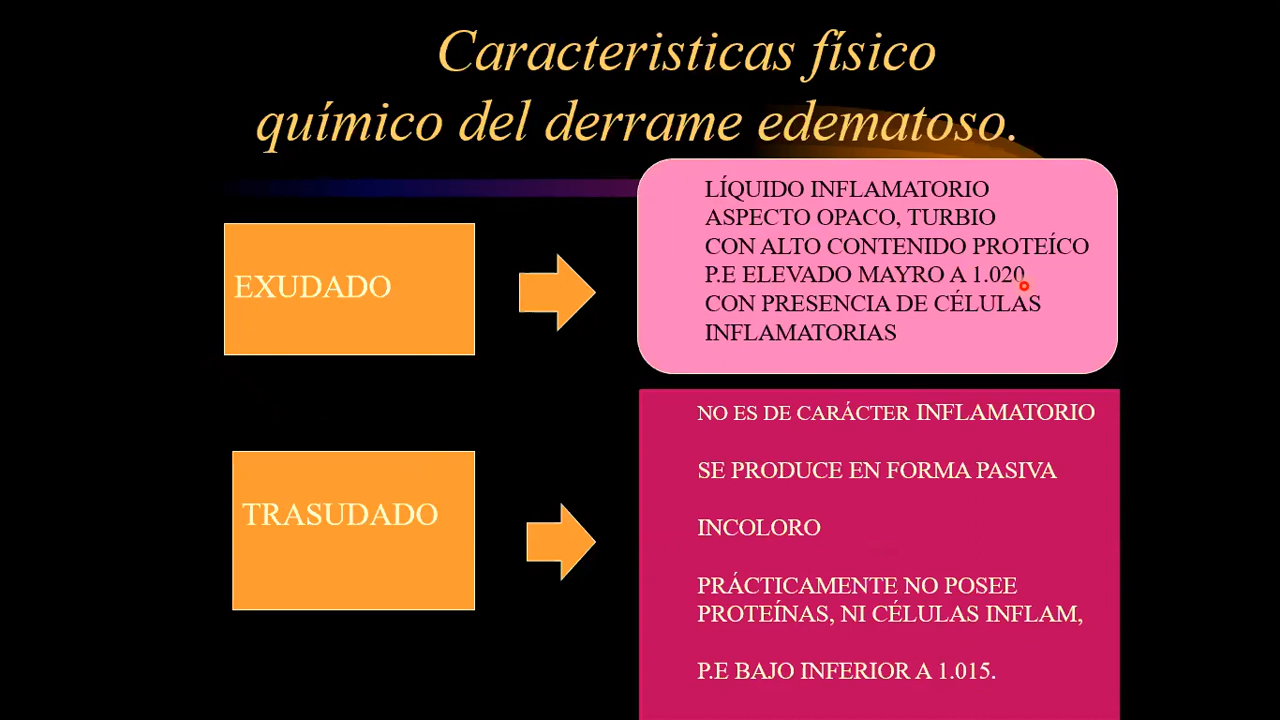 Caracteristicas físico
químico del derrame edematoso.
EXUDADO
LÍQUIDO INFLAMATORIO
ASPECTO OPACO, TURBIO
CON ALTO CONTENIDO PROTEÍCO
P.E ELEVADO MAYRO A 1.020
CON PRESENCIA DE CÉLULAS
INFLAMATORIAS
TRASUDADO
NO ES DE CARÁCTER INFLAMATORIO
SE PRODUCE EN FORMA PASIVA
INCOLORO
PRÁCTICAMENTE NO POSEE
PROTEÍNAS, NI CÉLULAS INFLAM,
P.E BAJO INFERIOR A 1.015.